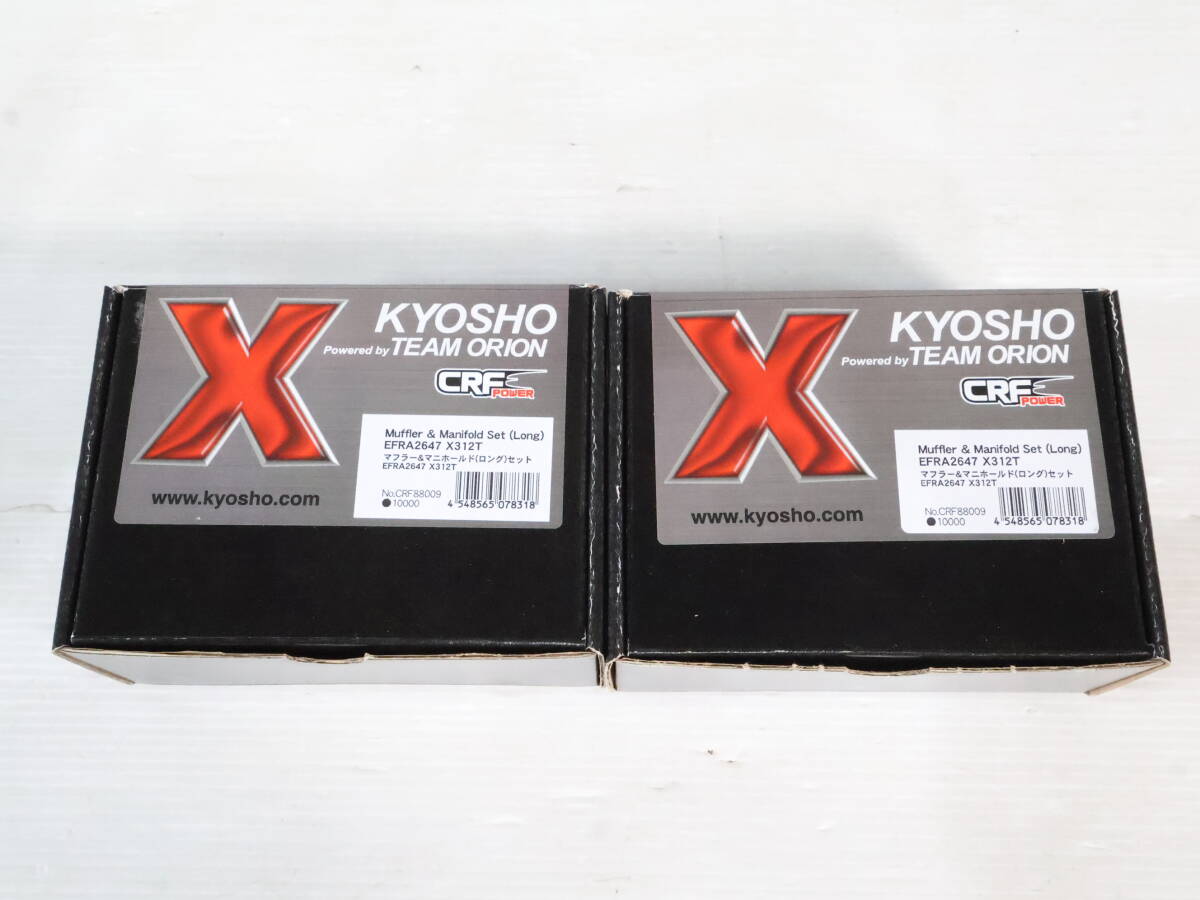 X
KYOSHO
Powered by TEAM ORION
CRF
POWER
Muffler & Manifold Set (Long)
EFRA2647 X312T
マフラー&マニホールド(ロング)セット
EFRA2647 X312T
No.CRF88009
●10000
4 548565 078318
www.kyosho.com
X
KYOSHO
Powered by TEAM ORION
CRF
POWER
Muffler & Manifold Set (Long)
EFRA2647 X312T
マフラー&マニホールド(ロング)セット
EFRA2647 X312T
No.CRF88009
●10000
4 548565 078318
www.kyosho.com